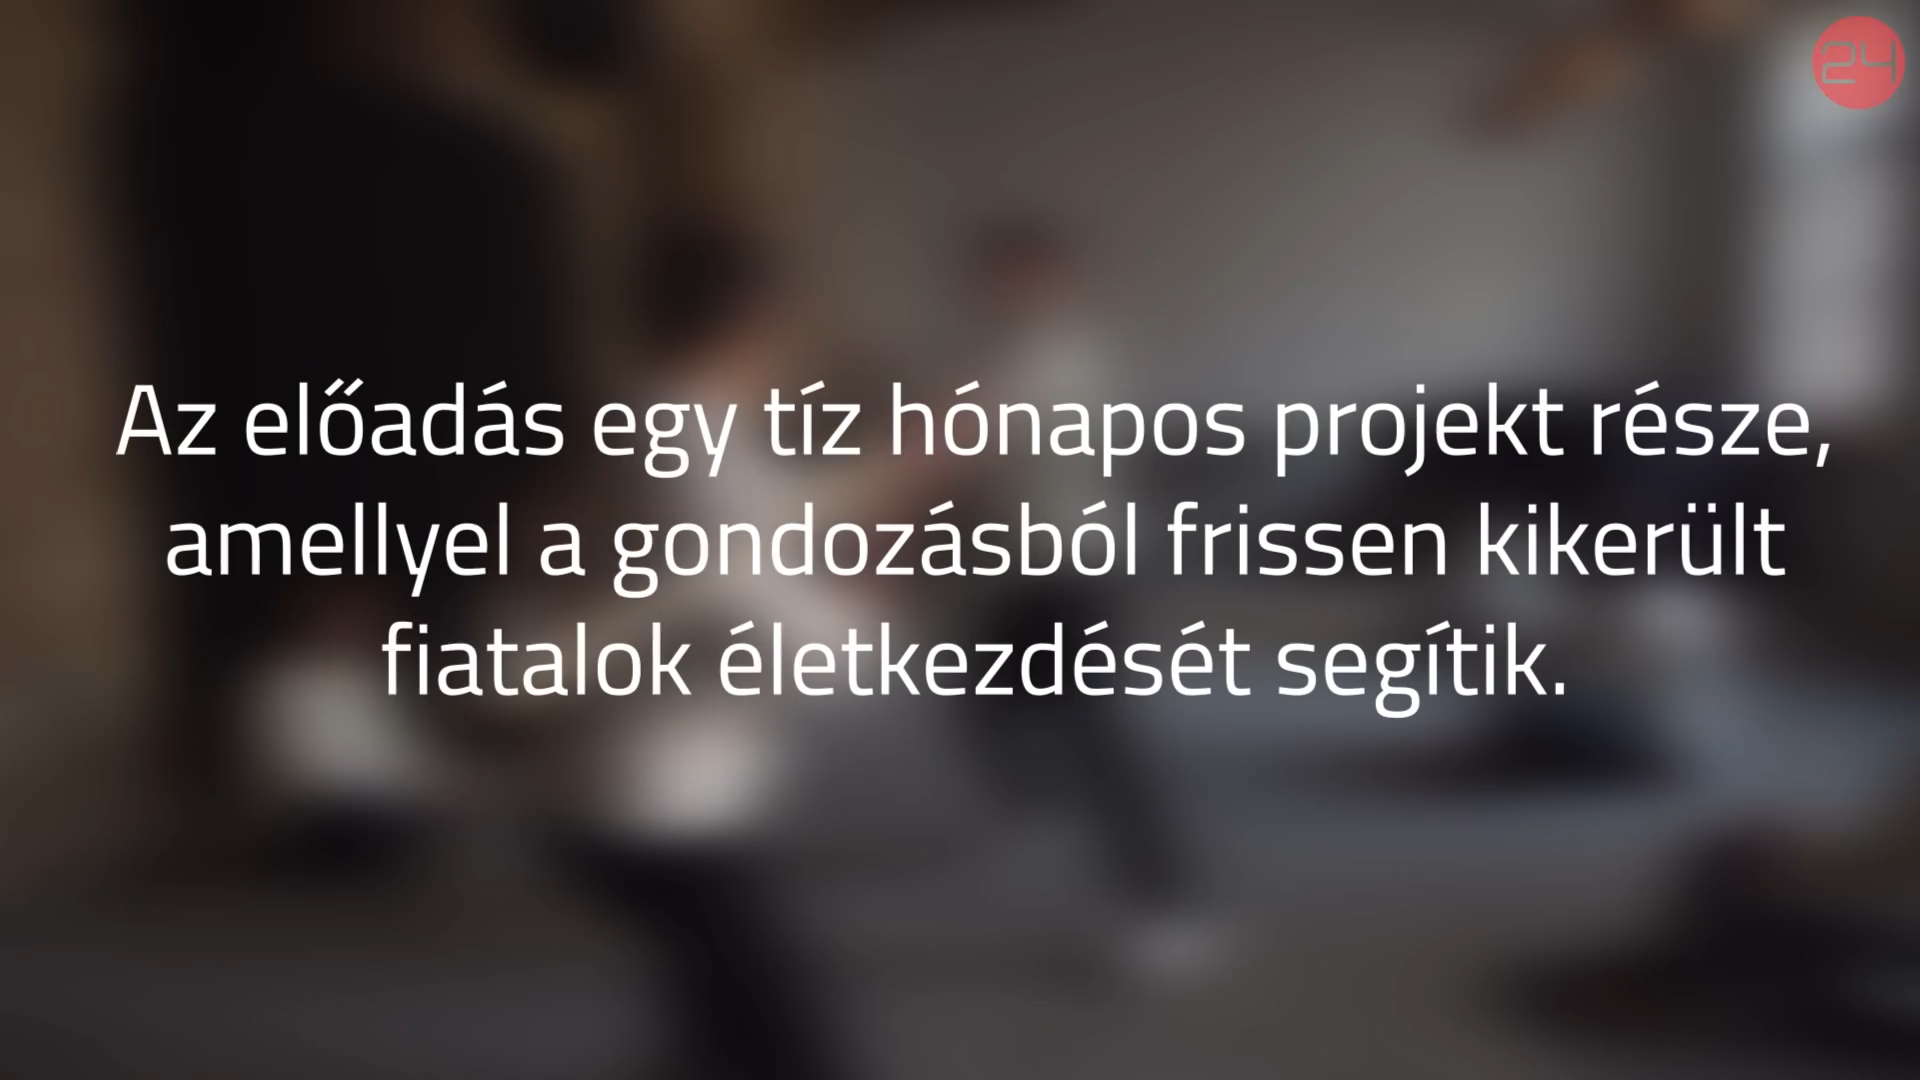 24
Az előadás egy tíz hónapos projekt része,
amellyel a gondozásból frissen kikerült
fiatalok életkezdését segítik.